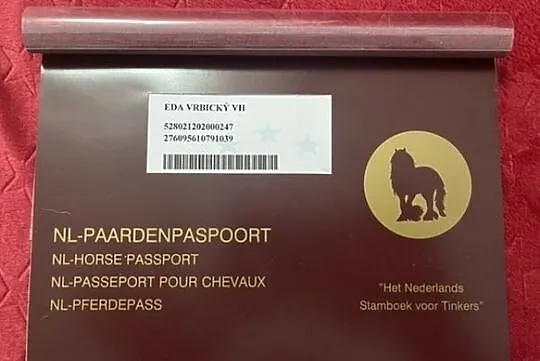 EDA VRBICKÝ VII
528021202000247
276095610791039
NL-PAARDENPASPOORT
NL-HORSE PASSPORT
NL-PASSEPORT POUR CHEVAUX
NL-PFERDEPASS
"Het Nederlands
Stamboek voor Tinkers"